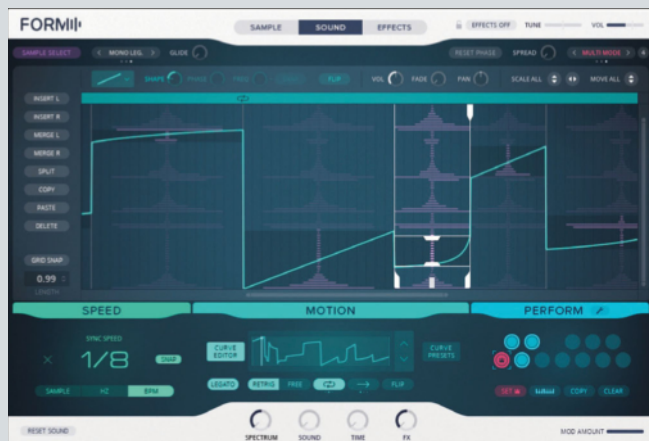 FORM
SAMPLE SOUND EFFECTS
EFFECTS OFF TUNE VOL
SAMPLE SELECT MONO LEG. GLIDE RESET PHASE SPREAD MULTI MODE
SHAPE PHASE FREQ FLIP VOL FADE PAN SCALE ALL MOVE ALL
INSERT L
INSERT R
MERGE L
MERGE R
SPLIT
COPY
PASTE
DELETE
GRID SNAP
0.99
LENGTH
SPEED MOTION PERFORM
SYNC SPEED
1/8
SNAP
CURVE EDITOR
CURVE PRESETS
SAMPLE HZ BPM
LEGATO RETRIG FREE FLIP
SET COPY CLEAR
RESET SOUND
SPECTRUM SOUND TIME FX
MOD AMOUNT